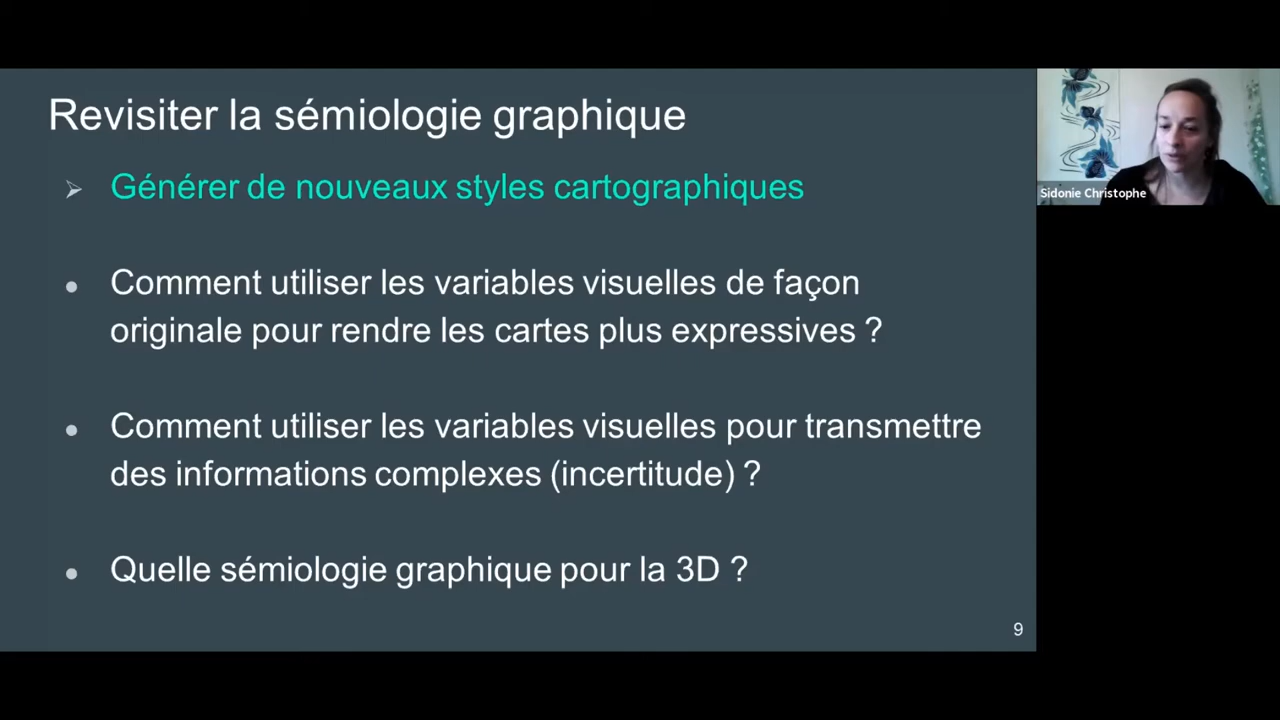 Revisiter la sémiologie graphique
Générer de nouveaux styles cartographiques
Comment utiliser les variables visuelles de façon
originale pour rendre les cartes plus expressives ?
Comment utiliser les variables visuelles pour transmettre
des informations complexes (incertitude) ?
Quelle sémiologie graphique pour la 3D ?
9
Sidonie Christophe